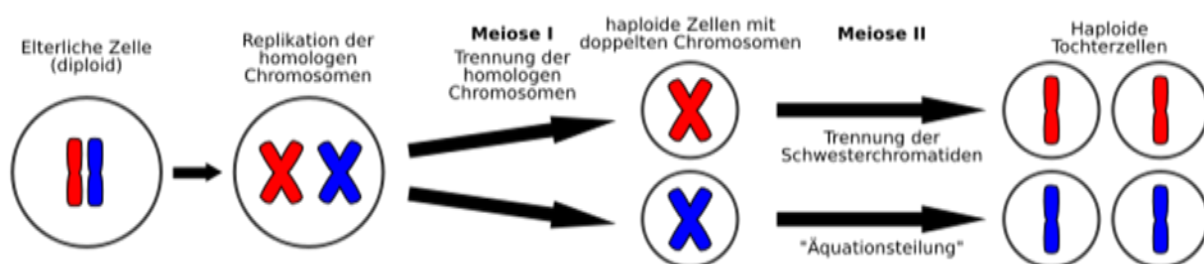 Elterliche Zelle
(diploid)
Replikation der
homologen
Chromosomen
Meiose I
Trennung der
homologen
Chromosomen
haploide Zellen mit
doppelten Chromosomen
Meiose II
Trennung der
Schwesterchromatiden
"Äquationsteilung"
Haploide
Tochterzellen